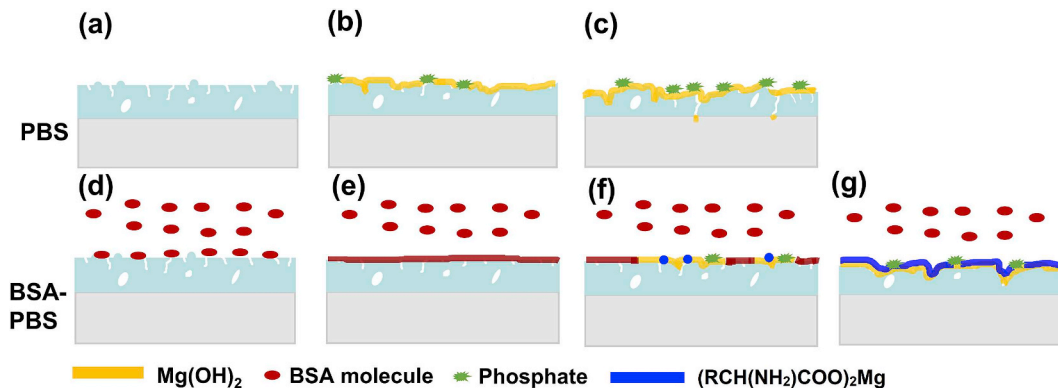 (a)
(b)
(c)
PBS
(d)
(e)
(f)
(g)
BSA-
PBS
Mg(OH)₂
BSA molecule
Phosphate
(RCH(NH₂)COO)₂Mg